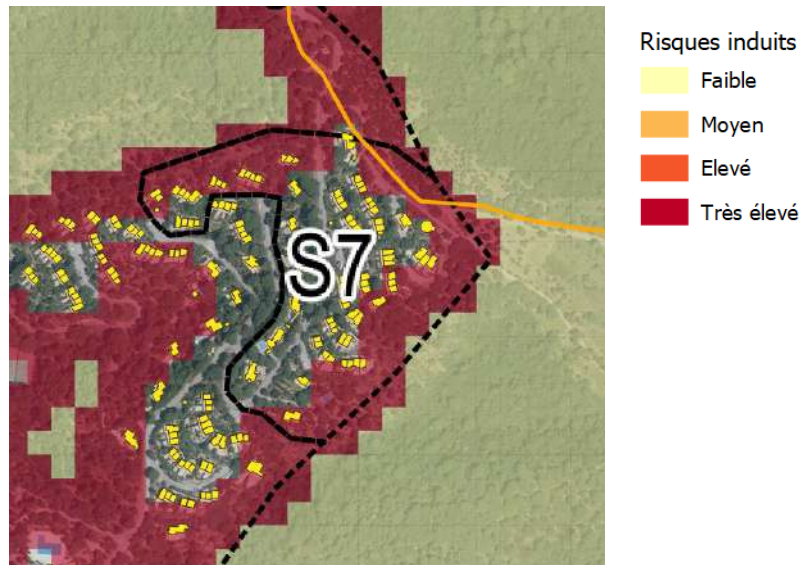 S7
Risques induits
Faible
Moyen
Elevé
Très élevé